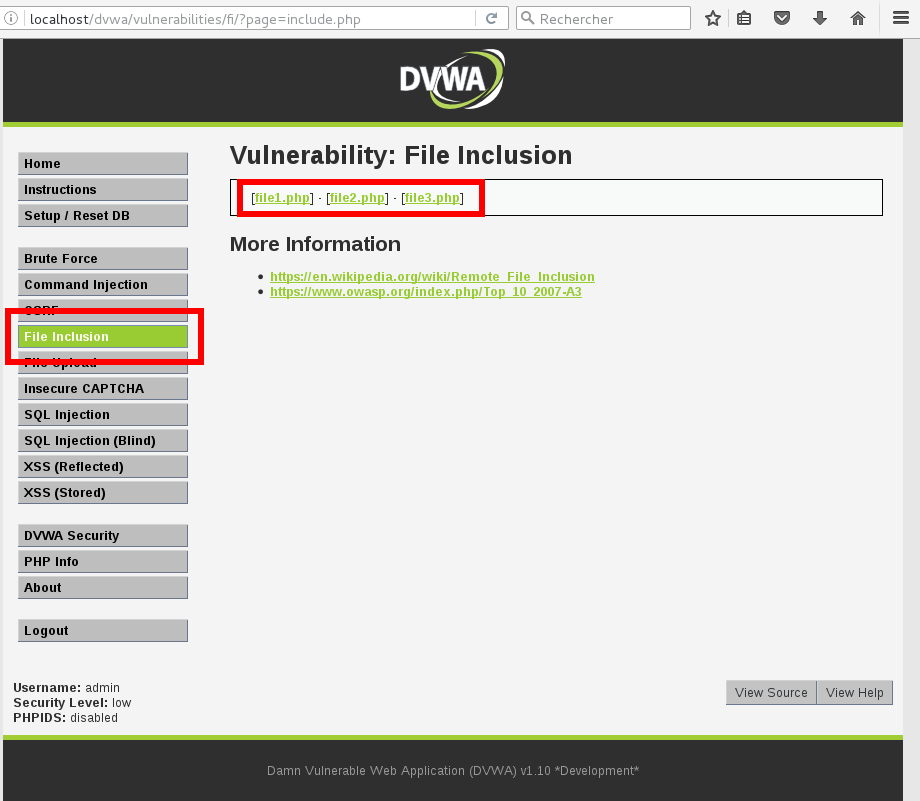 localhost/dvwa/vulnerabilities/fi/?page=include.php
Rechercher
DVWA
Home
Instructions
Setup / Reset DB
Brute Force
Command Injection
CSRF
File Inclusion
File Upload
Insecure CAPTCHA
SQL Injection
SQL Injection (Blind)
XSS (Reflected)
XSS (Stored)
DVWA Security
PHP Info
About
Logout
Vulnerability: File Inclusion
[file1.php] - [file2.php] - [file3.php]
More Information
• https://en.wikipedia.org/wiki/Remote_File_Inclusion
• https://www.owasp.org/index.php/Top_10_2007-A3
Username: admin
Security Level: low
PHPIDS: disabled
View Source
View Help
Damn Vulnerable Web Application (DVWA) v1.10 *Development*